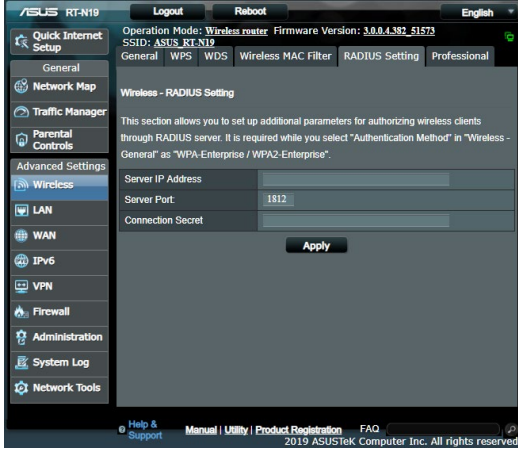 ASUS RT-N19 Logout Reboot English
Operation Mode: Wireless router Firmware Version: 3.0.0.4.382_51573
SSID: ASUS_RT-N19
General WPS WDS Wireless MAC Filter RADIUS Setting Professional
Quick Internet
Setup
General
Network Map
Traffic Manager
Parental
Controls
Advanced Settings
Wireless
LAN
WAN
IPv6
VPN
Firewall
Administration
System Log
Network Tools
Wireless - RADIUS Setting
This section allows you to set up additional parameters for authorizing wireless clients
through RADIUS server. It is required while you select "Authentication Method" in "Wireless -
General" as "WPA-Enterprise / WPA2-Enterprise".
Server IP Address
Server Port: 1812
Connection Secret
Apply
Help &
Support
Manual | Utility | Product Registration FAQ
2019 ASUSTeK Computer Inc. All rights reserved